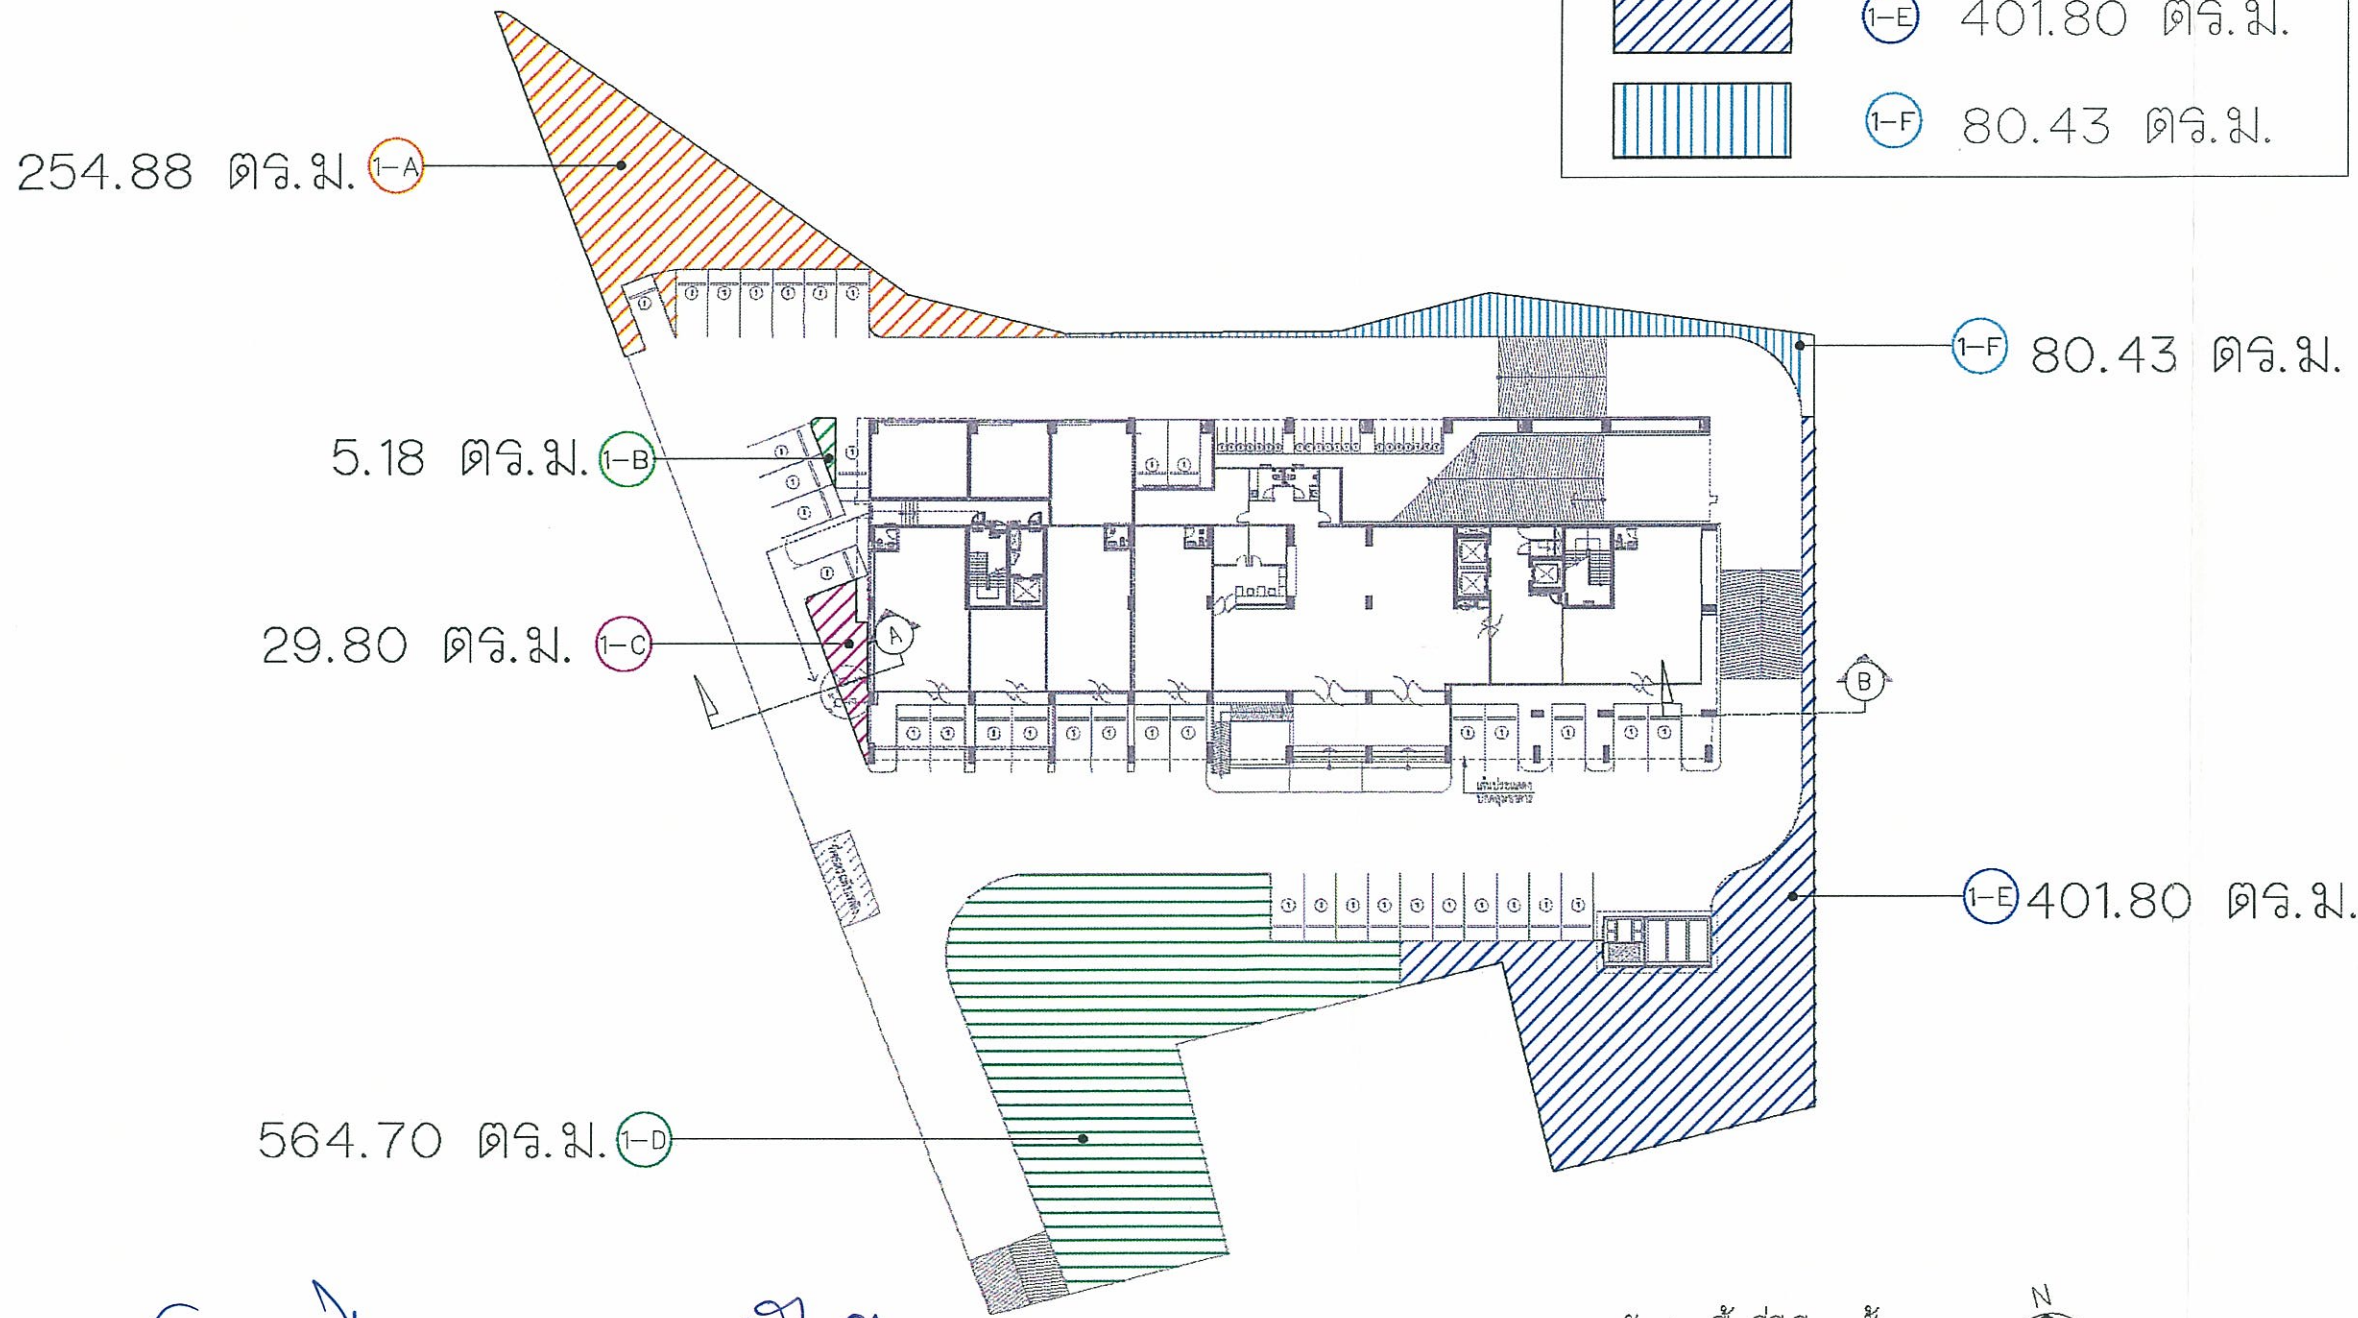 1-E 401.80 ตร.ม.
1-F 80.43 ตร.ม.
254.88 ตร.ม. 1-A
1-F 80.43 ตร.ม.
5.18 ตร.ม. 1-B
29.80 ตร.ม. 1-C
A
B
1-E 401.80 ตร.ม.
564.70 ตร.ม. 1-D
N